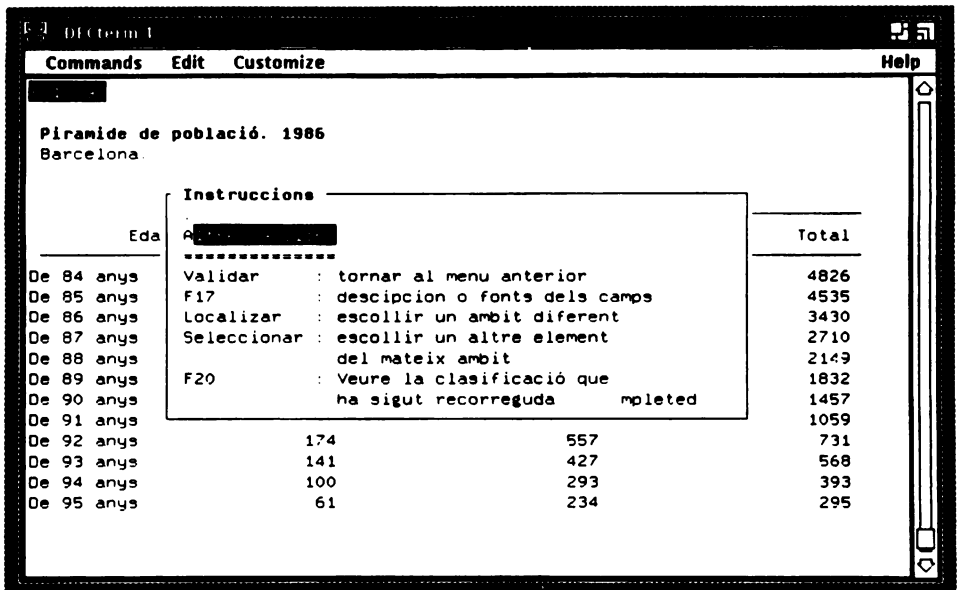 DECterm 1
Commands Edit Customize Help
Piramide de població. 1986
Barcelona.
Instruccions
Eda A Total
Validar : tornar al menu anterior
F17 : descipcion o fonts dels camps
Localizar : escollir un ambit diferent
Seleccionar : escollir un altre element
del mateix ambit
F20 : Veure la clasificació que
ha sigut recorreguda mpleted
De 84 anys 4826
De 85 anys 4535
De 86 anys 3430
De 87 anys 2710
De 88 anys 2149
De 89 anys 1832
De 90 anys 1457
De 91 anys 1059
De 92 anys 174 557 731
De 93 anys 141 427 568
De 94 anys 100 293 393
De 95 anys 61 234 295